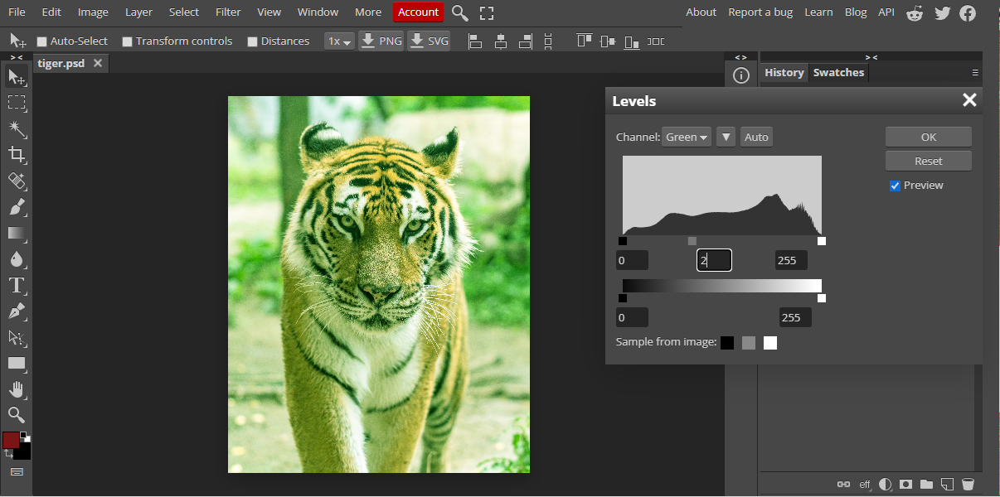 File Edit Image Layer Select Filter View Window More Account About Report a bug Learn Blog API
Auto-Select Transform controls Distances 1x PNG SVG
> < < > > <
tiger.psd History Swatches
Levels
Channel: Green Auto OK
Reset
Preview
0 2 255
0 255
Sample from image:
T
eff